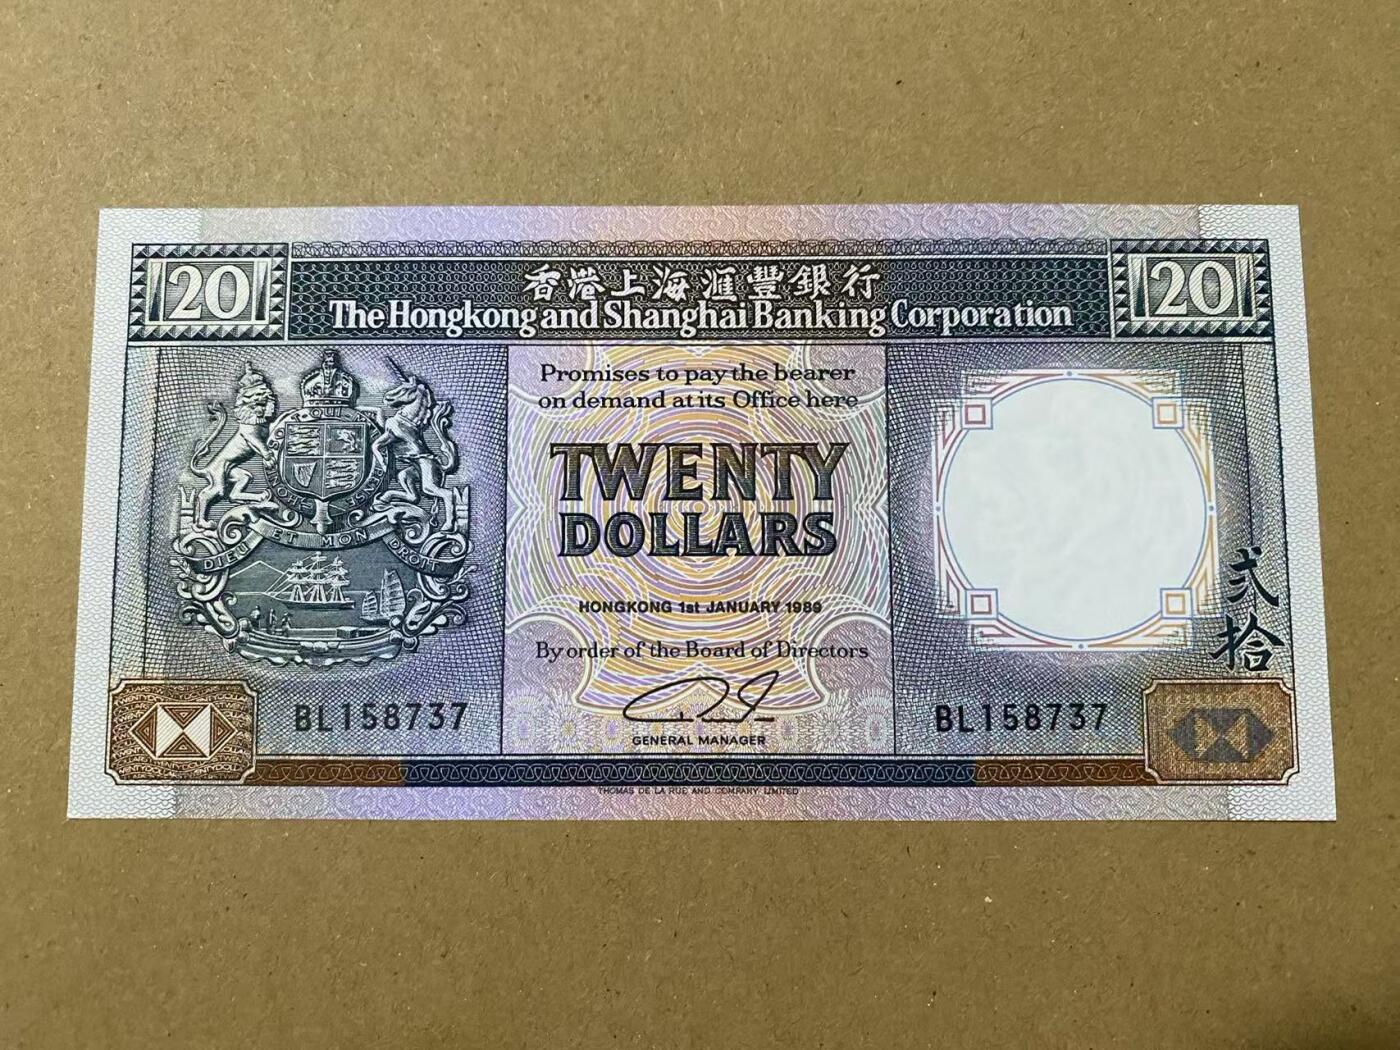 20
20
香港上海滙豐銀行
The Hongkong and Shanghai Banking Corporation
Promises to pay the bearer
on demand at its Office here
TWENTY
DOLLARS
HONGKONG 1st JANUARY 1989
By order of the Board of Directors
GENERAL MANAGER
DIEU ET MON DROIT
BL158737
BL158737
弍拾
THOMAS DE LA RUE AND COMPANY LIMITED